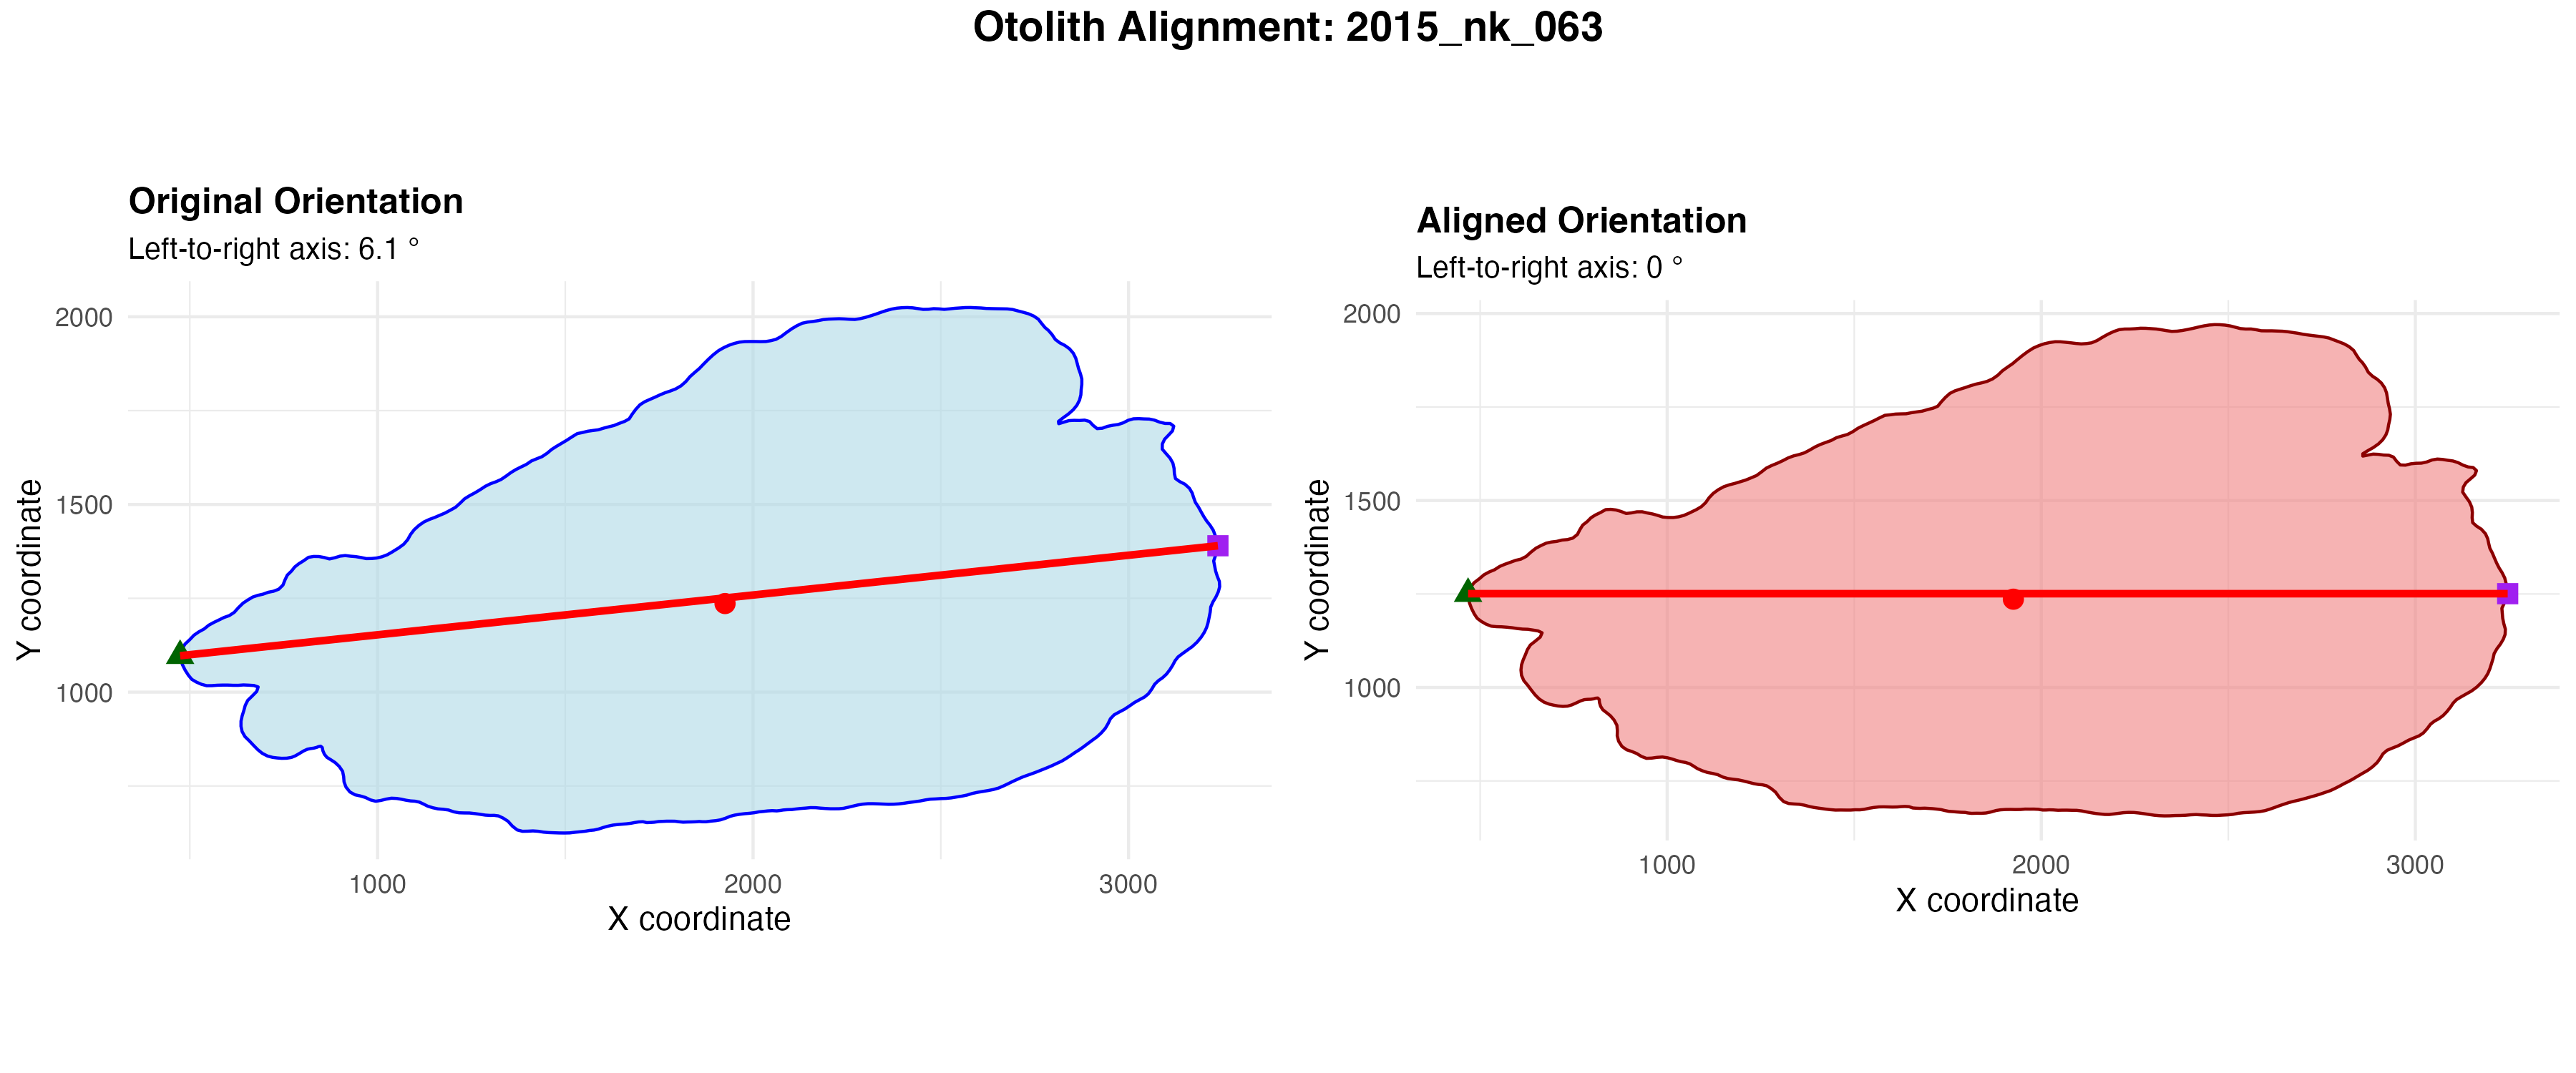 Otolith Alignment: 2015_nk_063
Original Orientation
Left-to-right axis: 6.1 °
2000
1500
1000
Y coordinate
1000
2000
3000
X coordinate
Aligned Orientation
Left-to-right axis: 0 °
2000
1500
1000
Y coordinate
1000
2000
3000
X coordinate